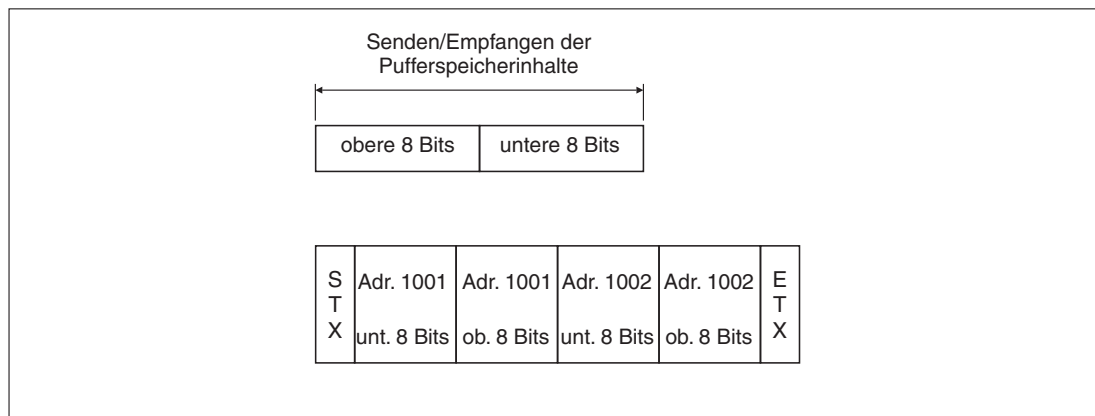 Senden/Empfangen der
Pufferspeicherinhalte
obere 8 Bits untere 8 Bits
S
T
X
Adr. 1001 Adr. 1001 Adr. 1002 Adr. 1002
unt. 8 Bits ob. 8 Bits unt. 8 Bits ob. 8 Bits
E
T
X